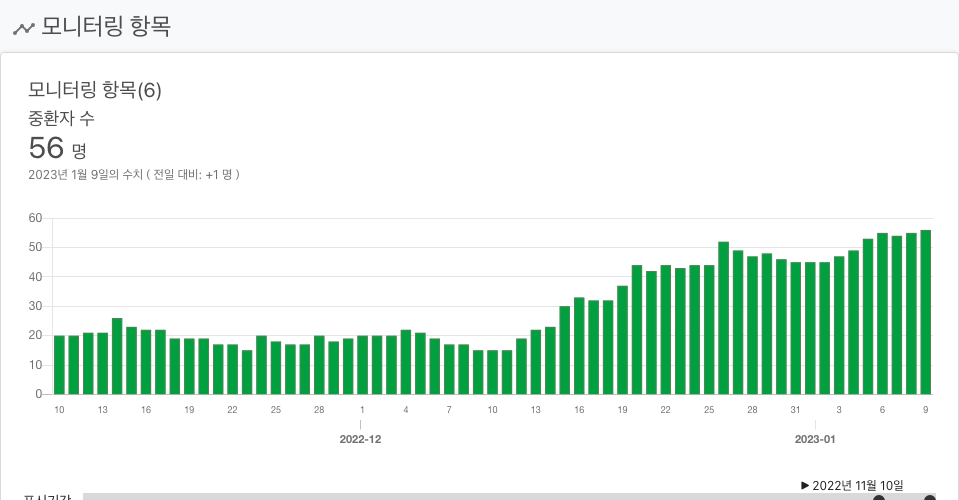 모니터링 항목
모니터링 항목(6)
중환자 수
56 명
2023년 1월 9일의 수치 ( 전일 대비: +1 명 )
60
50
40
30
20
10
0
10 13 16 19 22 25 28 1 4 7 10 13 16 19 22 25 28 31 3 6 9
2022-12 2023-01
▶ 2022년 11월 10일
표시기간